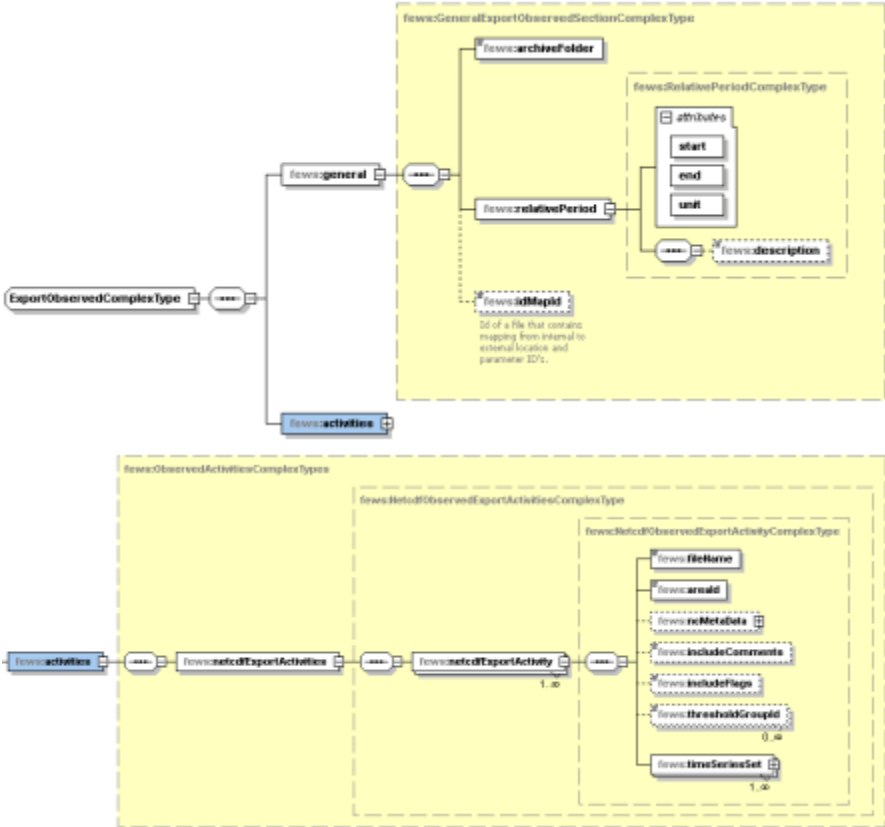 fews:GeneralExportObservedSectionComplexType
fews:archiveFolder
fews:RelativePeriodComplexType
attributes
start
end
unit
fews:general
fews:relativePeriod
fews:description
ExportObservedComplexType
fews:idMapId
Id of a file that contains
mapping from internal to
external location and
parameter ID's.
fews:activities
fews:ObservedActivitiesComplexTypes
fews:NetcdfObservedExportActivitiesComplexType
fews:NetcdfObservedExportActivityComplexType
fews:fileName
fews:areaId
fews:ncMetaData
fews:includeComments
fews:activities
fews:netcdfExportActivities
fews:netcdfExportActivity
1..∞
fews:includeFlags
fews:thresholdGroupId
0..∞
fews:timeSeriesSet
1..∞